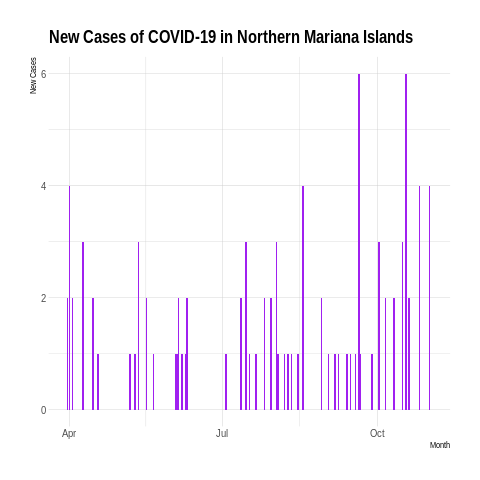 New Cases of COVID-19 in Northern Mariana Islands
New Cases
6
4
2
0
Apr
Jul
Oct
Month